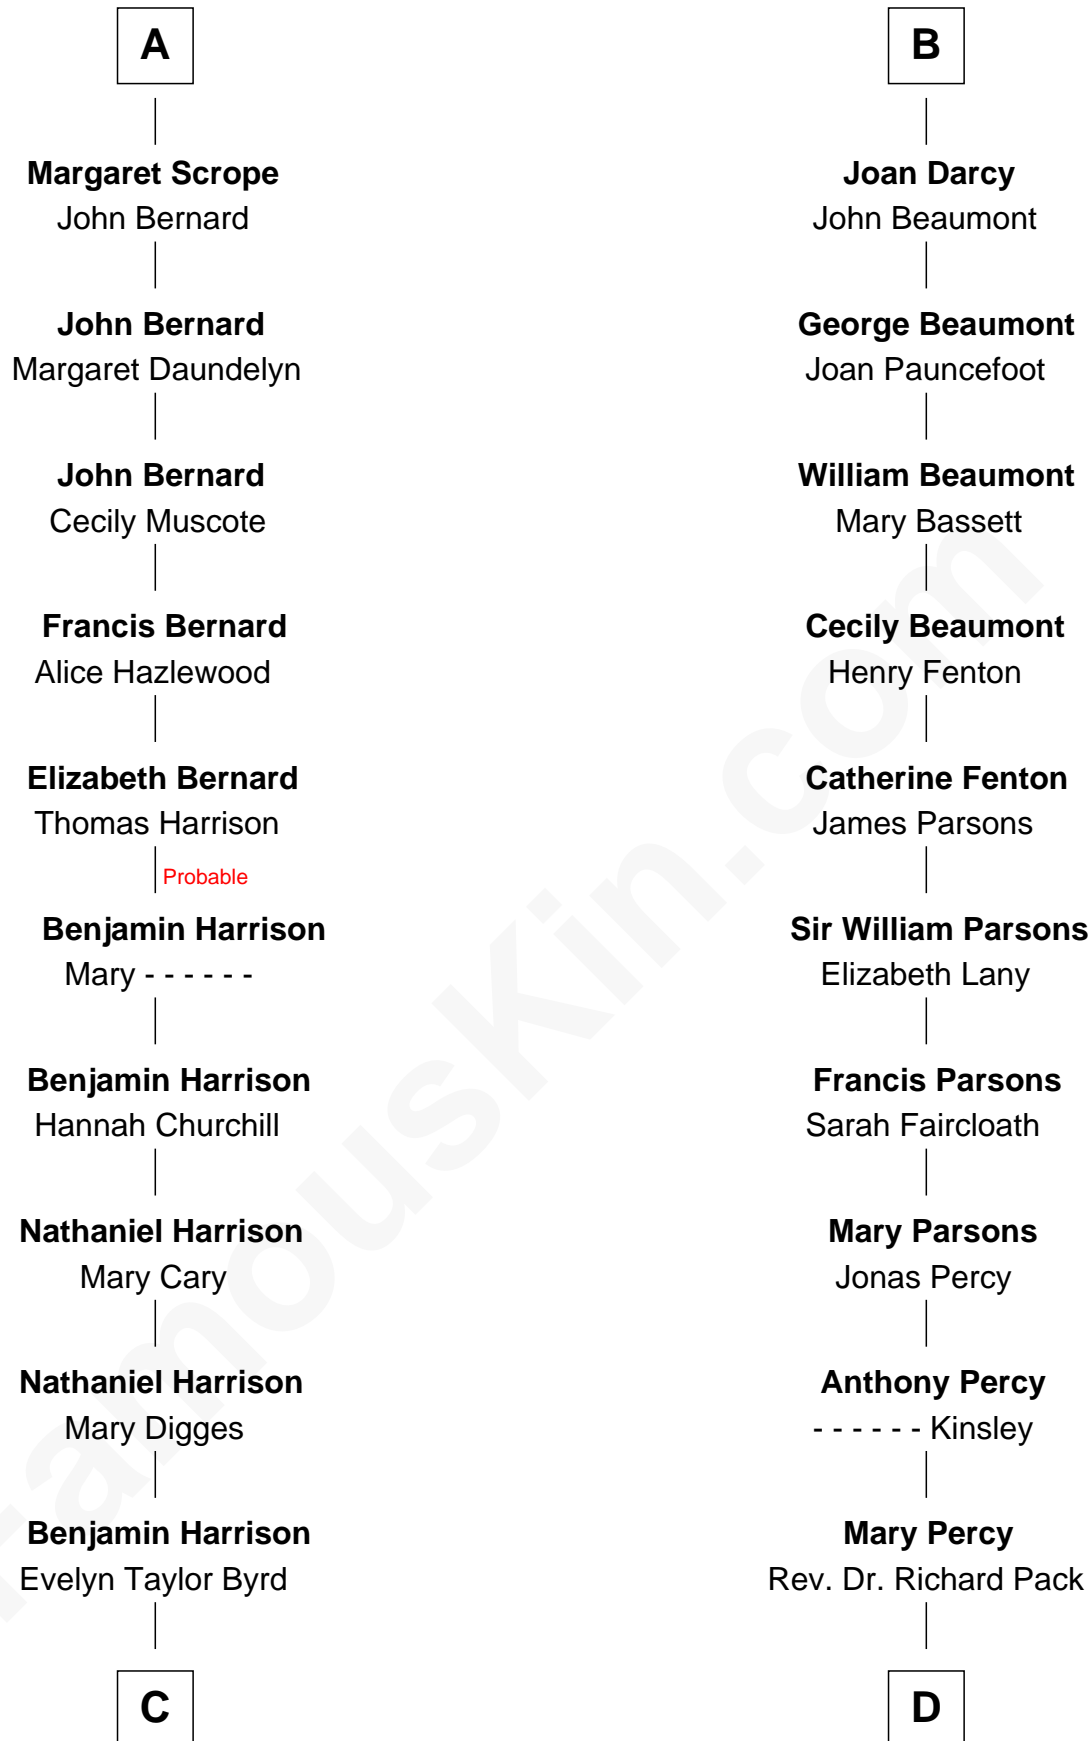 A
Margaret Scrope
John Bernard
John Bernard
Margaret Daundelyn
John Bernard
Cecily Muscote
Francis Bernard
Alice Hazlewood
Elizabeth Bernard
Thomas Harrison
Probable
Benjamin Harrison
Mary - - - - - -
Benjamin Harrison
Hannah Churchill
Nathaniel Harrison
Mary Cary
Nathaniel Harrison
Mary Digges
Benjamin Harrison
Evelyn Taylor Byrd
C
B
Joan Darcy
John Beaumont
George Beaumont
Joan Pauncefoot
William Beaumont
Mary Bassett
Cecily Beaumont
Henry Fenton
Catherine Fenton
James Parsons
Sir William Parsons
Elizabeth Lany
Francis Parsons
Sarah Faircloath
Mary Parsons
Jonas Percy
Anthony Percy
- - - - - - Kinsley
Mary Percy
Rev. Dr. Richard Pack
D
FamousKin.com